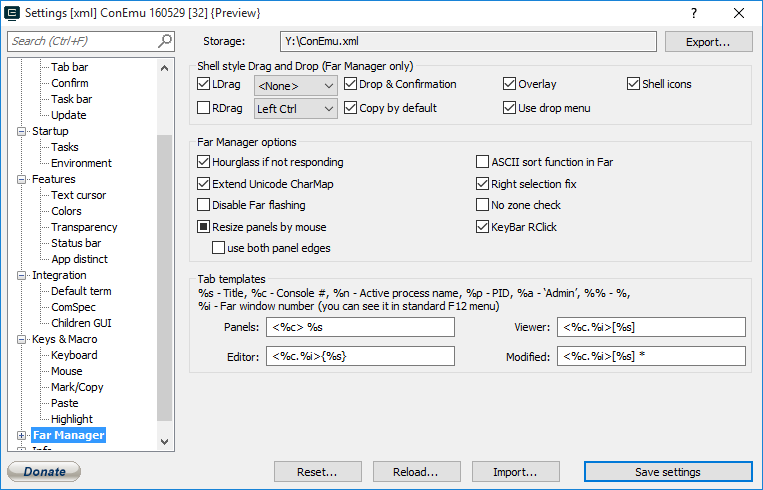 Settings [xml] ConEmu 160529 [32] {Preview}
?
Search (Ctrl+F)
Storage:
Y:\ConEmu.xml
Export...
Tab bar
Confirm
Task bar
Update
Startup
Tasks
Environment
Features
Text cursor
Colors
Transparency
Status bar
App distinct
Integration
Default term
ComSpec
Children GUI
Keys & Macro
Keyboard
Mouse
Mark/Copy
Paste
Highlight
Far Manager
Info
Shell style Drag and Drop (Far Manager only)
LDrag <None> Drop & Confirmation Overlay Shell icons
RDrag Left Ctrl Copy by default Use drop menu
Far Manager options
Hourglass if not responding ASCII sort function in Far
Extend Unicode CharMap Right selection fix
Disable Far flashing No zone check
Resize panels by mouse KeyBar RClick
use both panel edges
Tab templates
%s - Title, %c - Console #, %n - Active process name, %p - PID, %a - ‘Admin’, %% - %,
%i - Far window number (you can see it in standard F12 menu)
Panels: <%c> %s Viewer: <%c.%i>[%s]
Editor: <%c.%i>{%s} Modified: <%c.%i>[%s] *
Donate
Reset...
Reload...
Import...
Save settings